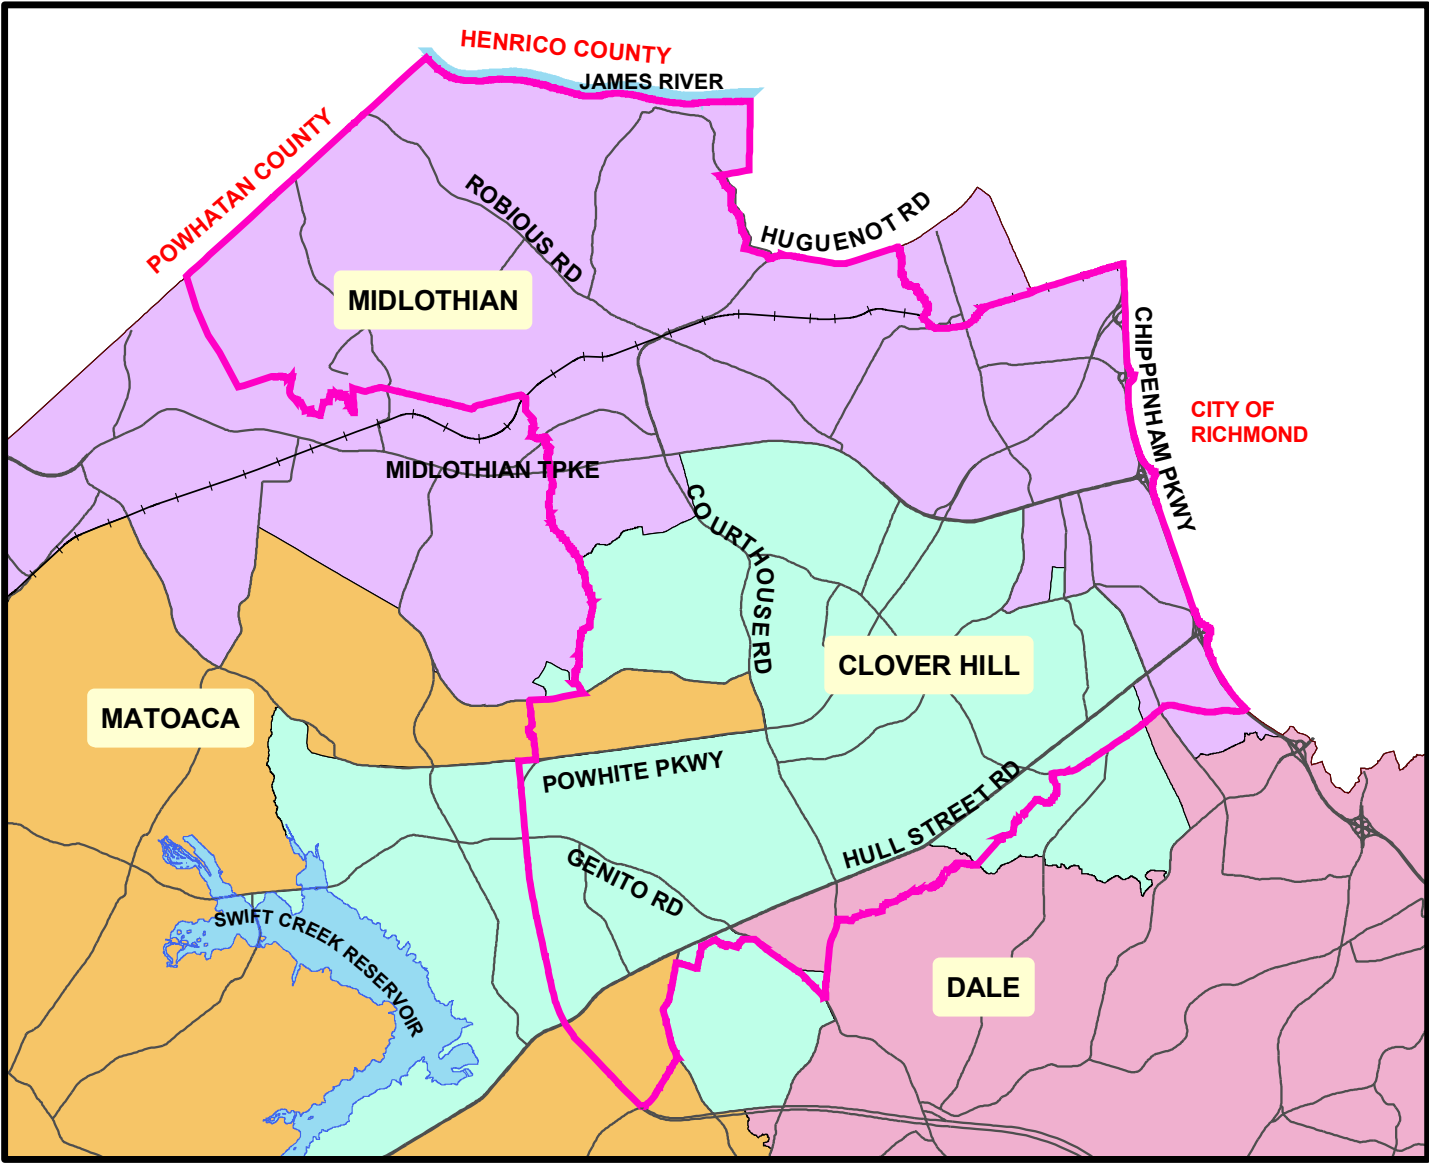 HENRICO COUNTY
JAMES RIVER
POWHATAN COUNTY
ROBIOUS RD
HUGUENOT RD
MIDLOTHIAN
CHIPPENHAM PKWY
CITY OF
RICHMOND
MIDLOTHIAN TPKE
COURTHOUSE RD
CLOVER HILL
MATOACA
POWHITE PKWY
HULL STREET RD
GENITO RD
SWIFT CREEK RESERVOIR
DALE